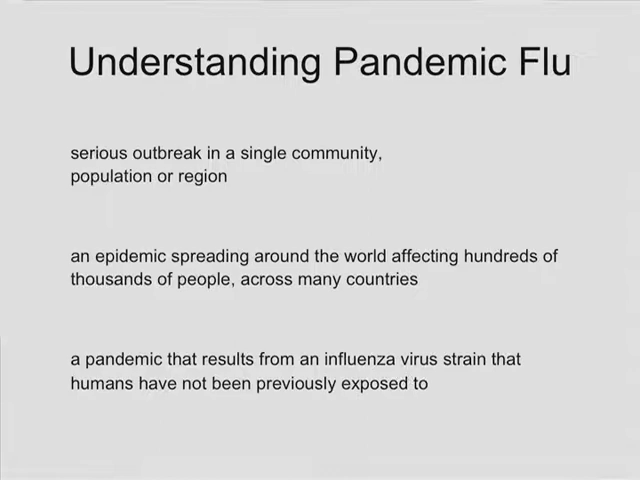 Understanding Pandemic Flu
serious outbreak in a single community,
population or region
an epidemic spreading around the world affecting hundreds of
thousands of people, across many countries
a pandemic that results from an influenza virus strain that
humans have not been previously exposed to